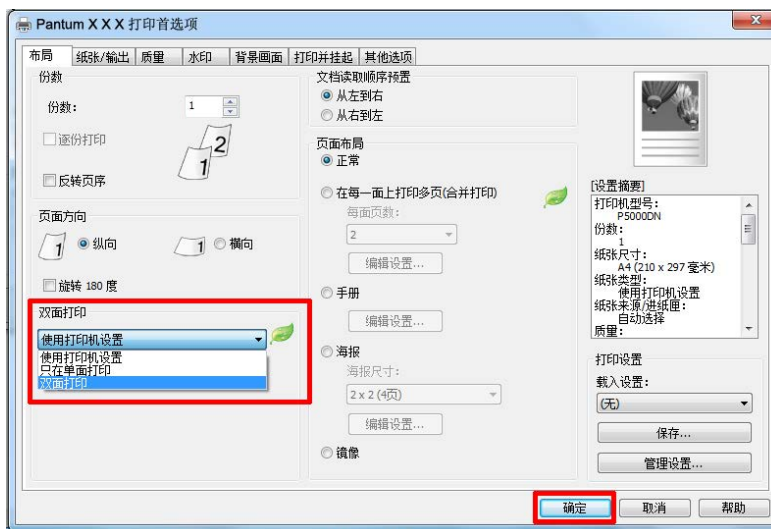 Pantum X X X 打印首选项
布局 纸张/输出 质量 水印 背景画面 打印并挂起 其他选项
份数
份数:
1
逐份打印
1
2
反转页序
页面方向
1 纵向
1 横向
旋转 180 度
双面打印
使用打印机设置
使用打印机设置
只在单面打印
双面打印
文档读取顺序预置
从左到右
从右到左
页面布局
正常
在每一面上打印多页(合并打印)
每面页数:
2
编辑设置...
手册
编辑设置...
海报
海报尺寸:
2 x 2 (4页)
编辑设置...
镜像
[设置摘要]
打印机型号:
P5000DN
份数:
1
纸张尺寸:
A4 (210 x 297 毫米)
纸张类型:
使用打印机设置
纸张来源/进纸匣:
自动选择
质量:
打印设置
载入设置:
(无)
保存...
管理设置...
确定 取消 帮助